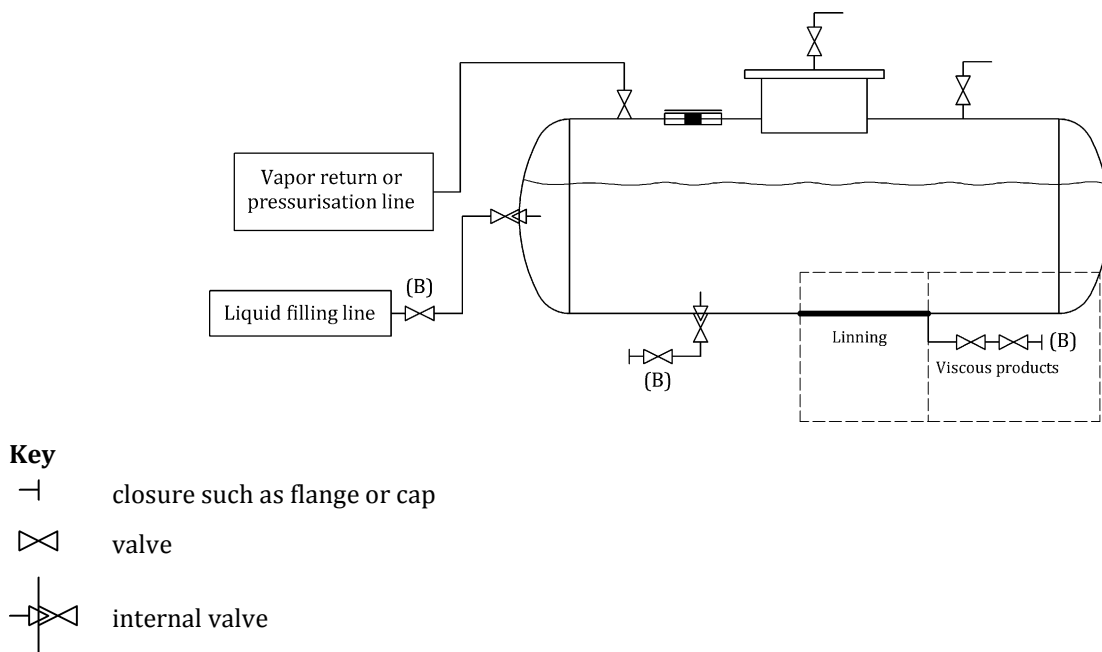 Vapor return or
pressurisation line
(B)
Liquid filling line
Linning
(B)
Viscous products
(B)
Key
closure such as flange or cap
valve
internal valve